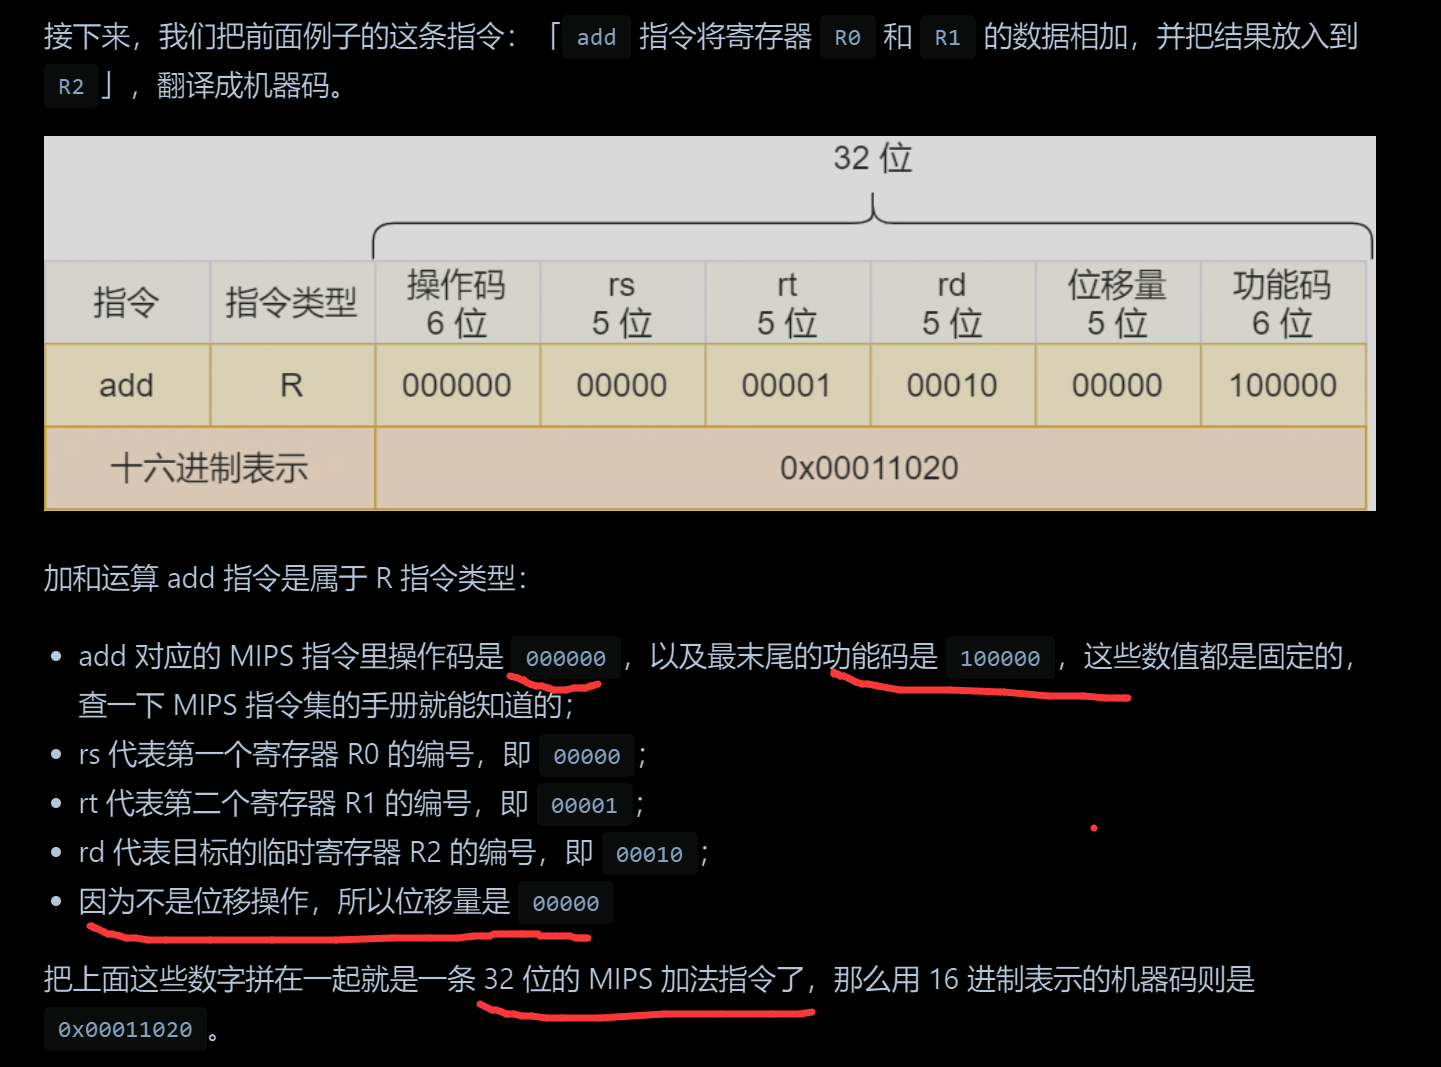 接下来，我们把前面例子的这条指令：「 add 指令将寄存器 R0 和 R1 的数据相加，并把结果放入到
R2 」，翻译成机器码。
32 位
指令 指令类型 操作码 6 位 rs 5 位 rt 5 位 rd 5 位 位移量 5 位 功能码 6 位
add R 000000 00000 00001 00010 00000 100000
十六进制表示 0x00011020
加和运算 add 指令是属于 R 指令类型：
• add 对应的 MIPS 指令里操作码是 000000 ，以及最末尾的功能码是 100000 ，这些数值都是固定的，
查一下 MIPS 指令集的手册就能知道的；
• rs 代表第一个寄存器 R0 的编号，即 00000 ；
• rt 代表第二个寄存器 R1 的编号，即 00001 ；
• rd 代表目标的临时寄存器 R2 的编号，即 00010 ；
• 因为不是位移操作，所以位移量是 00000
把上面这些数字拼在一起就是一条 32 位的 MIPS 加法指令了，那么用 16 进制表示的机器码则是
0x00011020 。